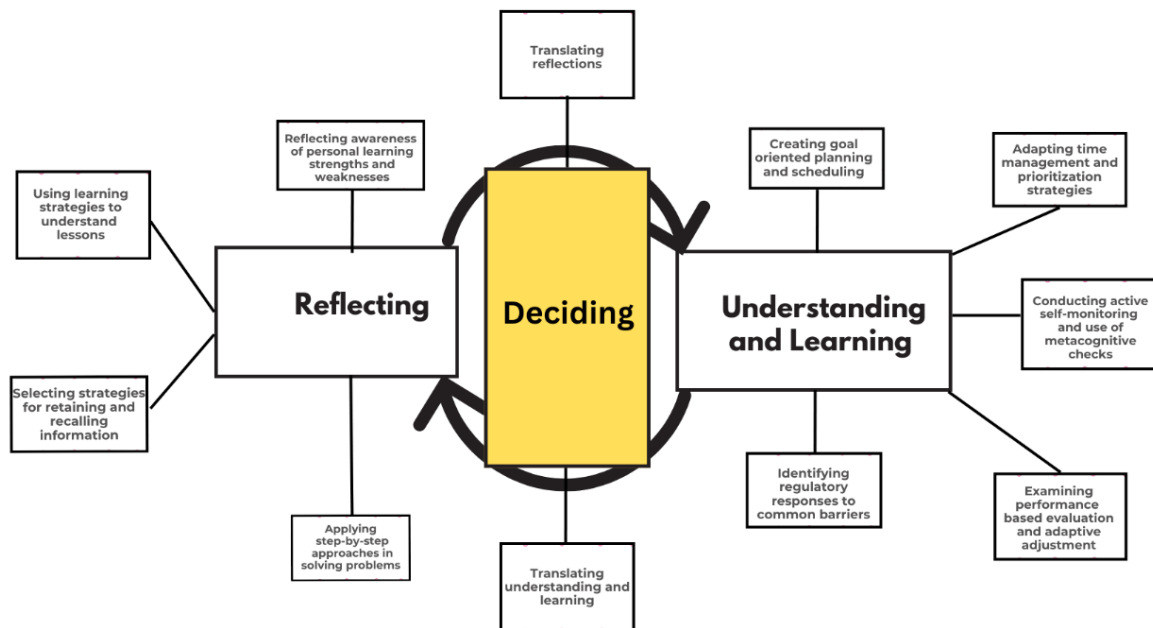 Translating
reflections
Reflecting awareness
of personal learning
strengths and
weaknesses
Creating goal
oriented planning
and scheduling
Adapting time
management and
prioritization
strategies
Using learning
strategies to
understand
lessons
Reflecting
Deciding
Understanding
and Learning
Conducting active
self-monitoring
and use of
metacognitive
checks
Selecting strategies
for retaining and
recalling
information
Applying
step-by-step
approaches in
solving problems
Translating
understanding and
learning
Identifying
regulatory
responses to
common barriers
Examining
performance
based evaluation
and adaptive
adjustment